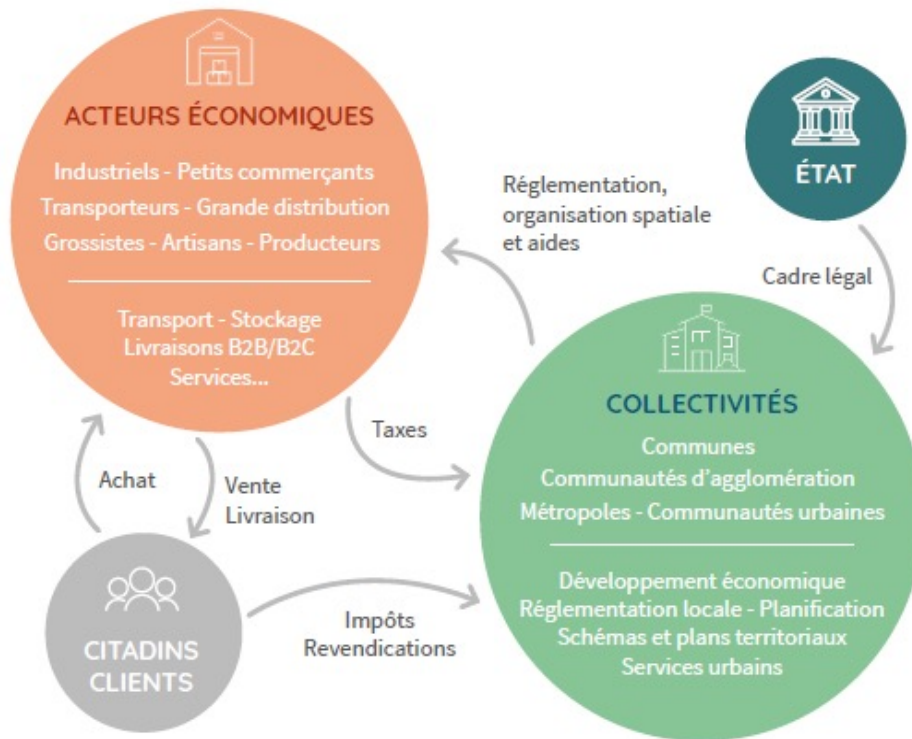 ACTEURS ÉCONOMIQUES
Industriels - Petits commerçants
Transporteurs - Grande distribution
Grossistes - Artisans - Producteurs
Transport - Stockage
Livraisons B2B/B2C
Services...
ÉTAT
Réglementation,
organisation spatiale
et aides
Cadre légal
COLLECTIVITÉS
Communes
Communautés d'agglomération
Métropoles - Communautés urbaines
Développement économique
Réglementation locale - Planification
Schémas et plans territoriaux
Services urbains
Taxes
Achat
Vente
Livraison
CITADINS
CLIENTS
Impôts
Revendications